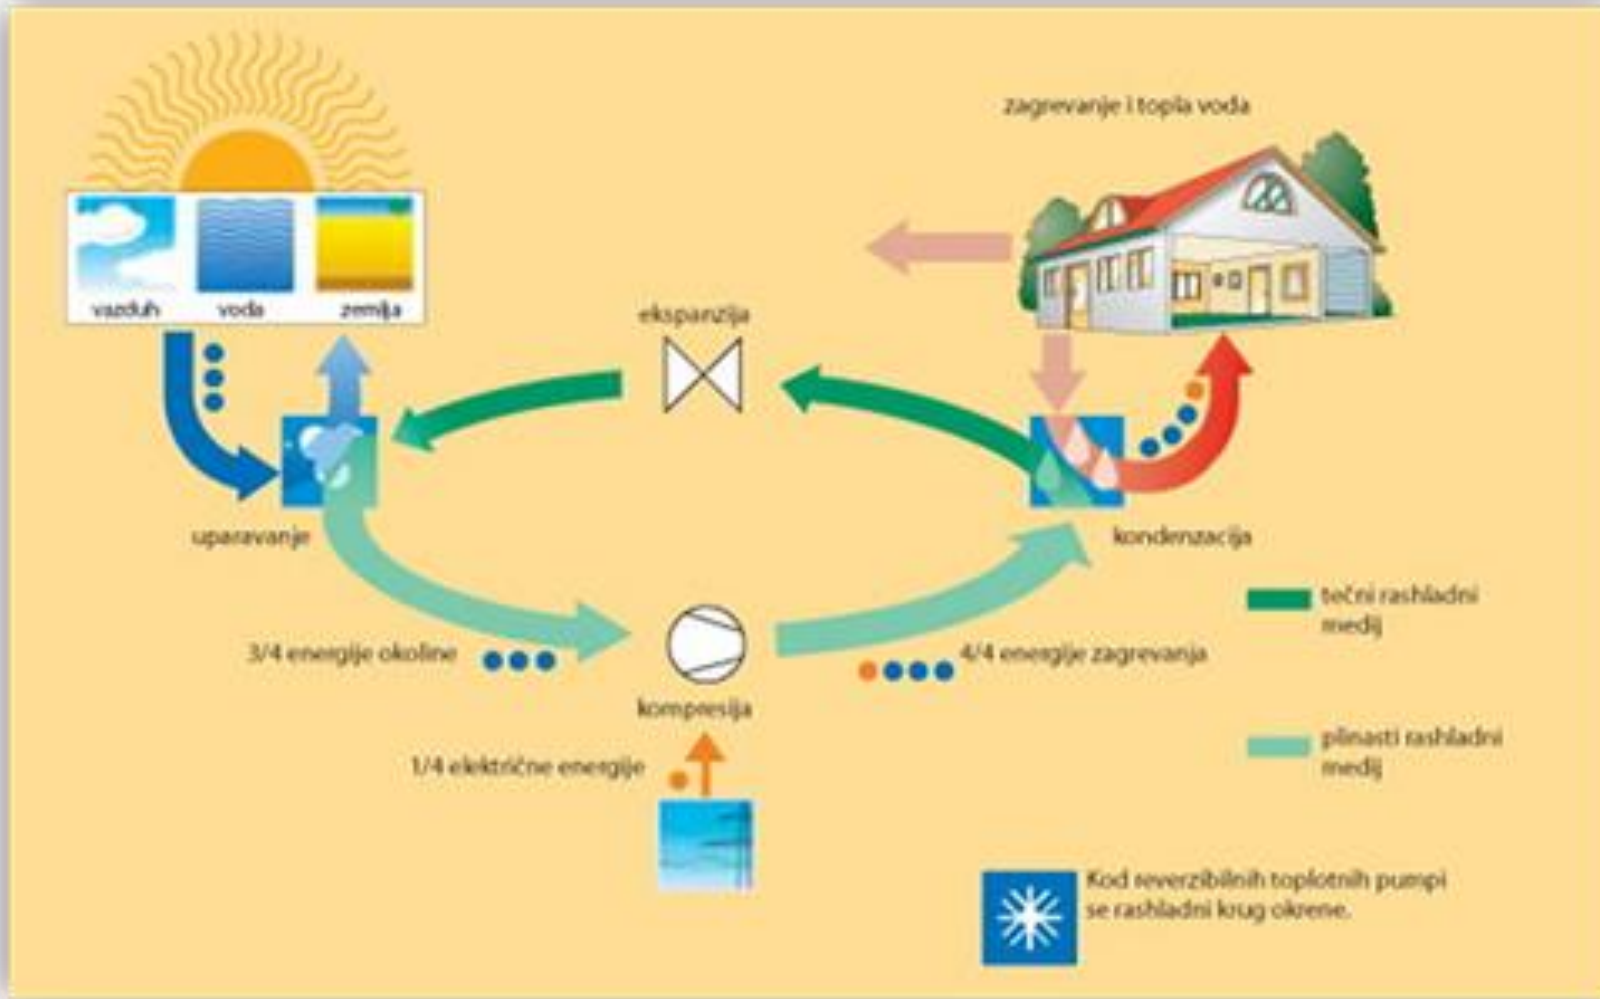 zagrevanje i topla voda
vazduh
voda
zemlja
ekspanzija
uparavanje
kondenzacija
tečni rashladni
medij
3/4 energije okoline
4/4 energije zagrevanja
kompresija
plinasti rashladni
medij
1/4 električne energije
Kod reverzibilnih toplotnih pumpi
se rashladni krug okrene.